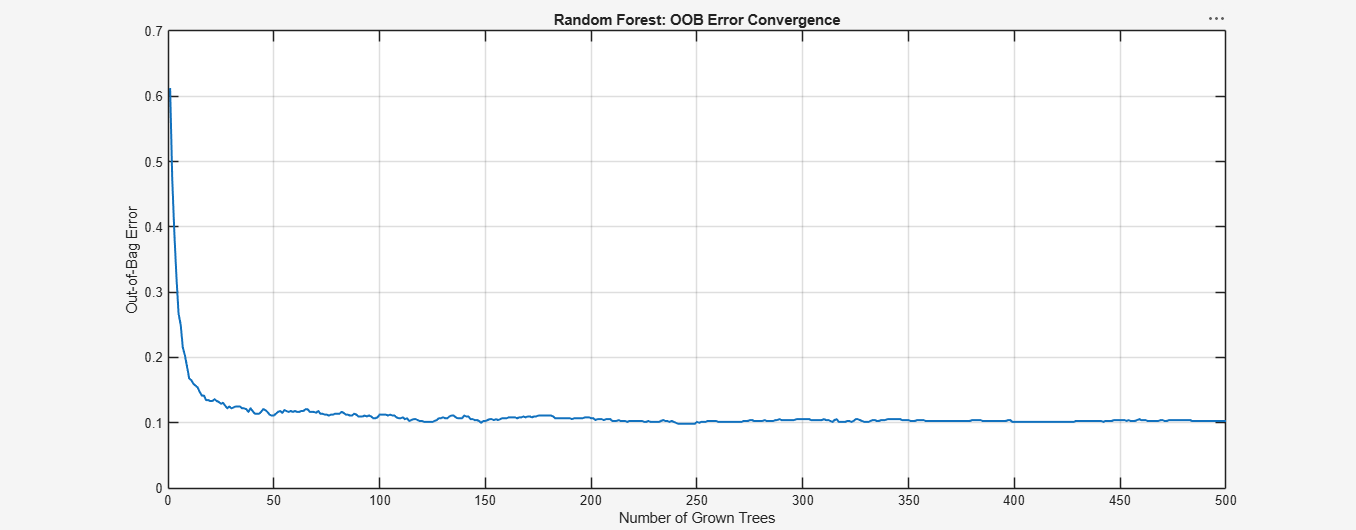 Random Forest: OOB Error Convergence
0.7
0.6
0.5
0.4
0.3
0.2
0.1
0
Out-of-Bag Error
0 50 100 150 200 250 300 350 400 450 500
Number of Grown Trees